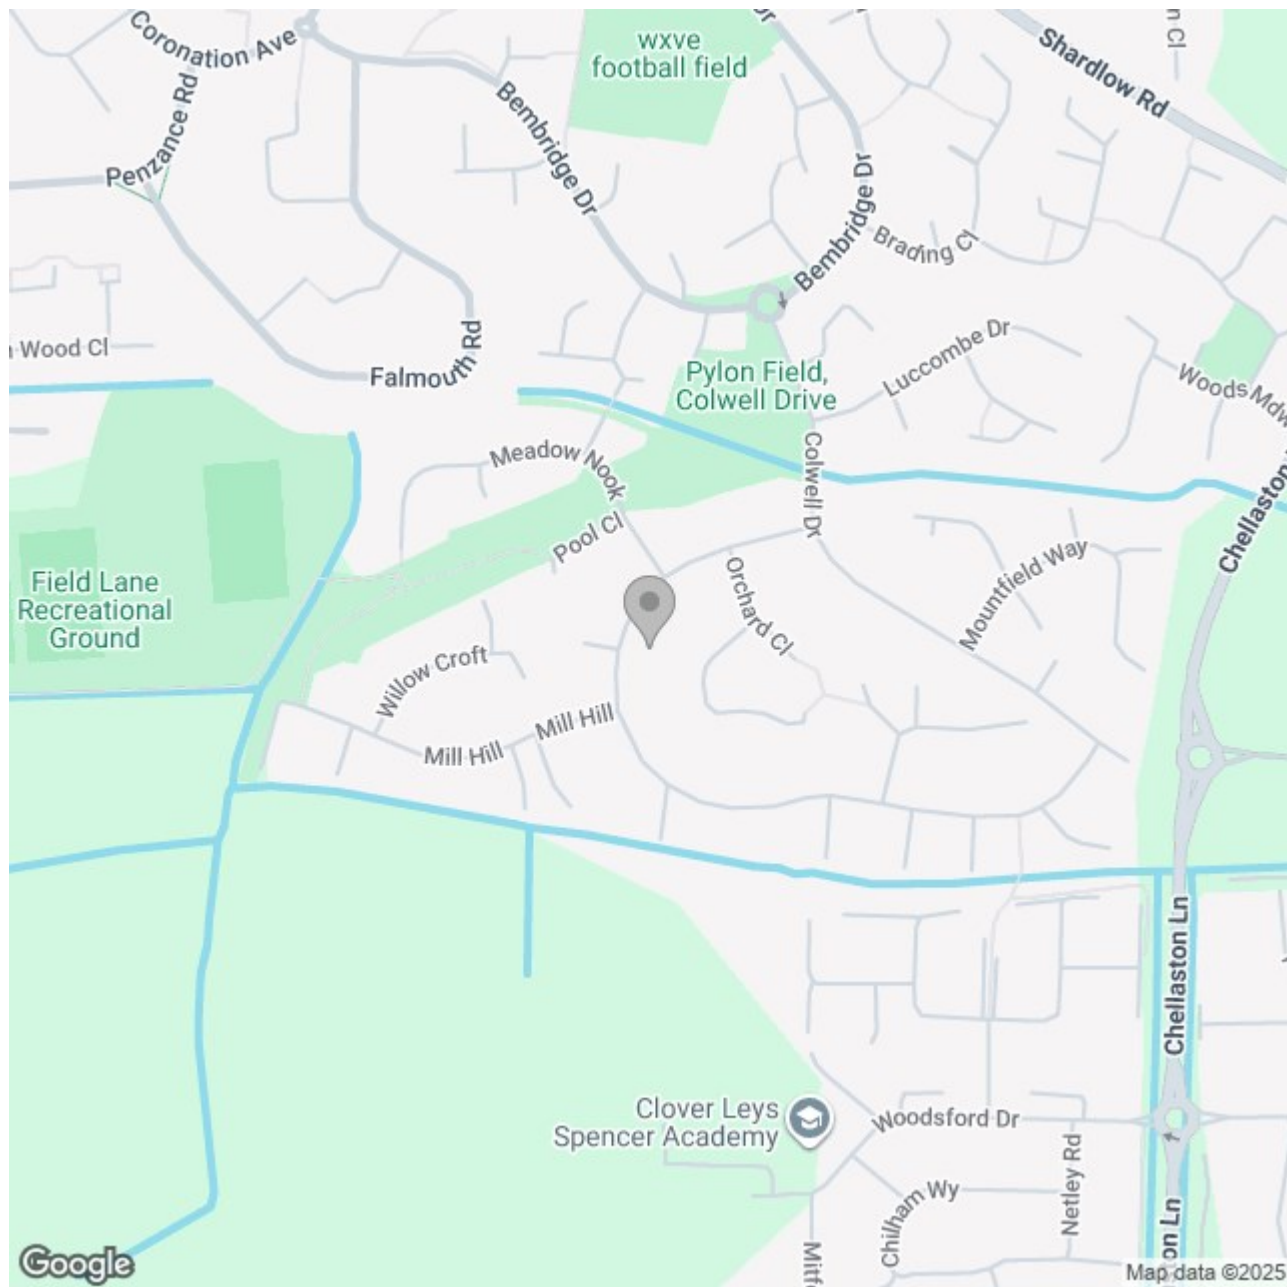 Coronation Ave
wxve
football field
Shardlow Rd
Penzance Rd
Bembridge Dr
Bembridge Dr
Brading Cl
Wood Cl
Falmouth Rd
Luccombe Dr
Pylon Field,
Colwell Drive
Woods Mdw
Meadow Nook
Colwell Dr
Pool Cl
Chellaston
Field Lane
Recreational
Ground
Orchard Cl
Mountfield Way
Willow Croft
Mill Hill
Mill Hill
Chellaston Ln
Clover Leys
Spencer Academy
Woodsford Dr
Netley Rd
Chilham Wy
Ln
Google
Map data ©2025